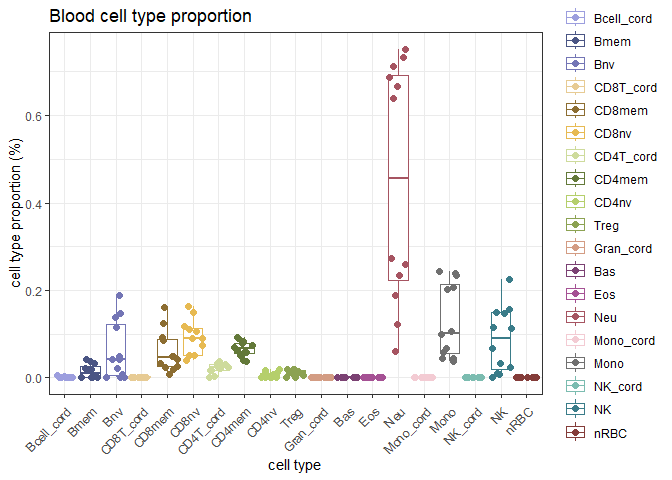 Blood cell type proportion
cell type proportion (%)
0.6
0.4
0.2
0.0
Bcell_cord
Bmem
Bnv
CD8T_cord
CD8mem
CD8nv
CD4T_cord
CD4mem
CD4nv
Treg
Gran_cord
Bas
Eos
Neu
Mono_cord
Mono
NK_cord
NK
nRBC
cell type
Bcell_cord
Bmem
Bnv
CD8T_cord
CD8mem
CD8nv
CD4T_cord
CD4mem
CD4nv
Treg
Gran_cord
Bas
Eos
Neu
Mono_cord
Mono
NK_cord
NK
nRBC